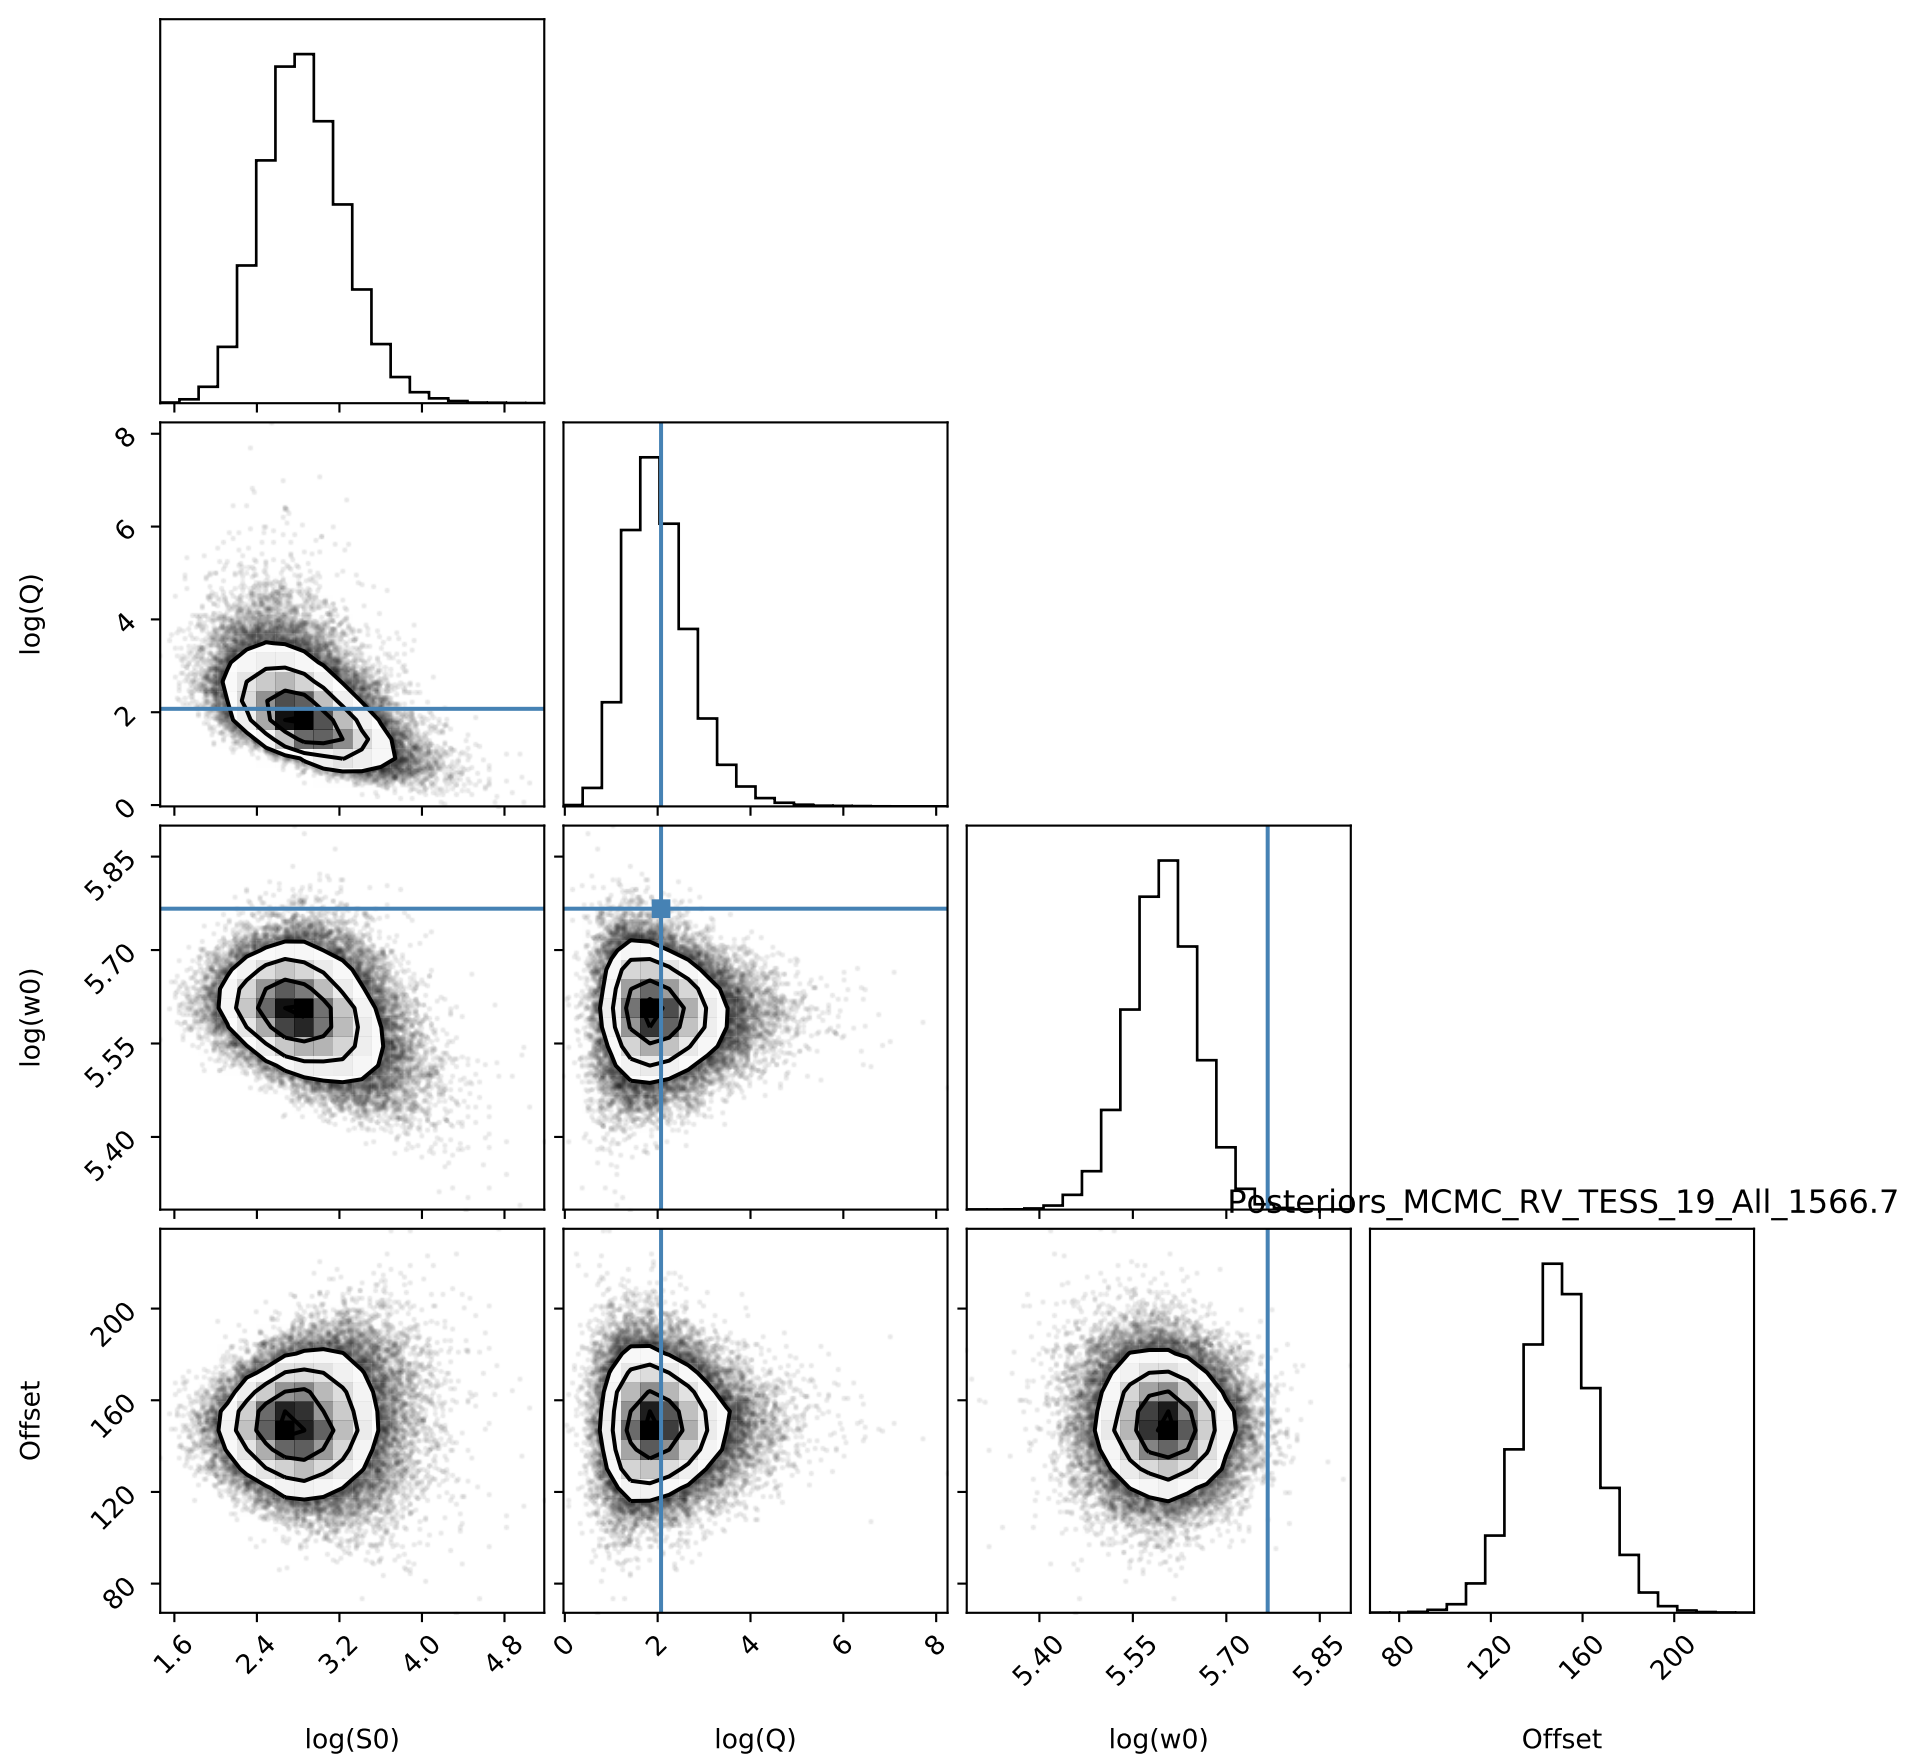 8
6
4
2
0
log(Q)
5.85
5.70
5.55
5.40
log(w0)
Posteriors_MCMC_RV_TESS_19_All_1566.7
200
160
120
80
Offset
1.6 2.4 3.2 4.0 4.8 0 2 4 6 8 5.40 5.55 5.70 5.85 80 120 160 200
log(S0) log(Q) log(w0) Offset